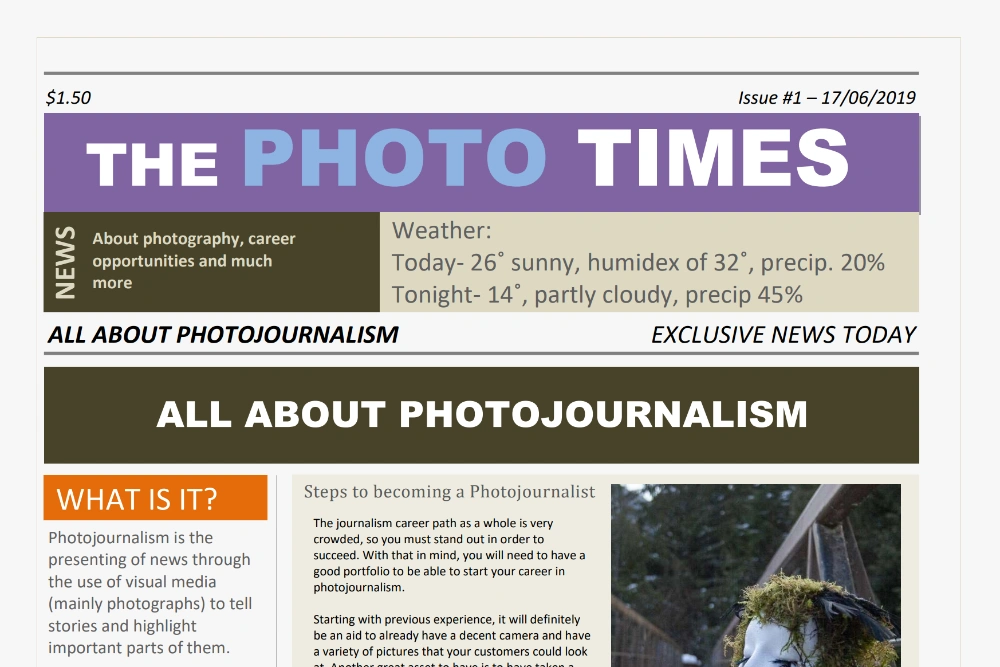 $1.50
Issue #1 – 17/06/2019
THE PHOTO TIMES
NEWS
About photography, career
opportunities and much
more
Weather:
Today- 26˚ sunny, humidex of 32˚, precip. 20%
Tonight- 14˚, partly cloudy, precip 45%
ALL ABOUT PHOTOJOURNALISM
EXCLUSIVE NEWS TODAY
ALL ABOUT PHOTOJOURNALISM
WHAT IS IT?
Photojournalism is the
presenting of news through
the use of visual media
(mainly photographs) to tell
stories and highlight
important parts of them.
Steps to becoming a Photojournalist
The journalism career path as a whole is very
crowded, so you must stand out in order to
succeed. With that in mind, you will need to have a
good portfolio to be able to start your career in
photojournalism.
Starting with previous experience, it will definitely
be an aid to already have a decent camera and have
a variety of pictures that your customers could look
at. Another great asset to have is to have taken a